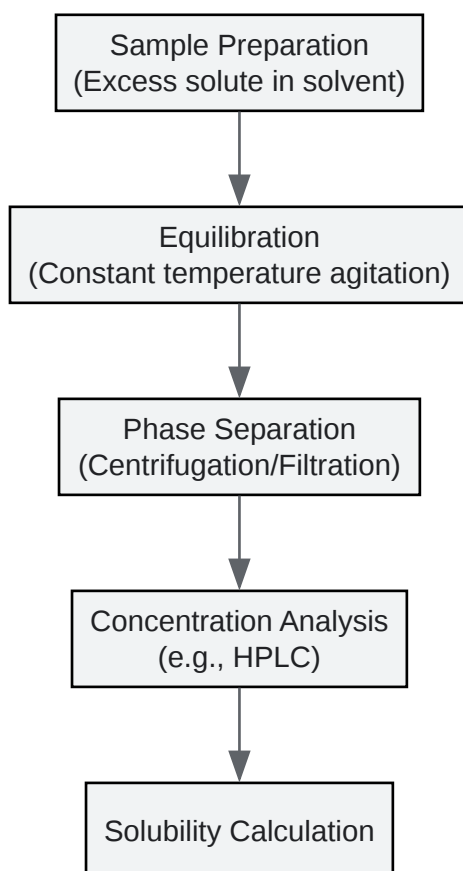 Sample Preparation
(Excess solute in solvent)
Equilibration
(Constant temperature agitation)
Phase Separation
(Centrifugation/Filtration)
Concentration Analysis
(e.g., HPLC)
Solubility Calculation